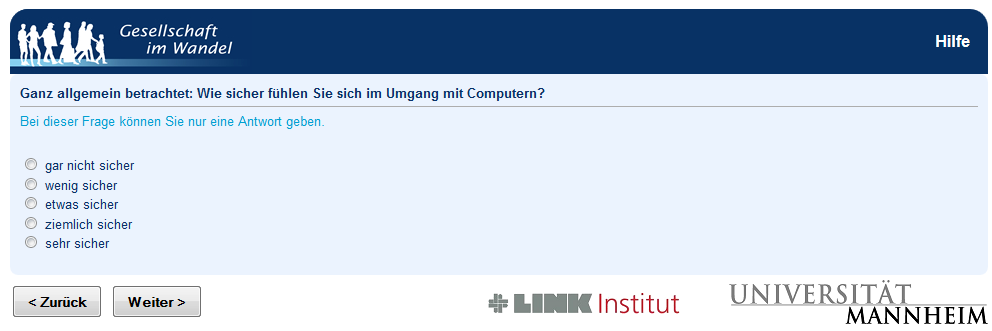 Gesellschaft
im Wandel
Hilfe
Ganz allgemein betrachtet: Wie sicher fühlen Sie sich im Umgang mit Computern?
Bei dieser Frage können Sie nur eine Antwort geben.
gar nicht sicher
wenig sicher
etwas sicher
ziemlich sicher
sehr sicher
< Zurück
Weiter >
LINK Institut
UNIVERSITÄT
MANNHEIM